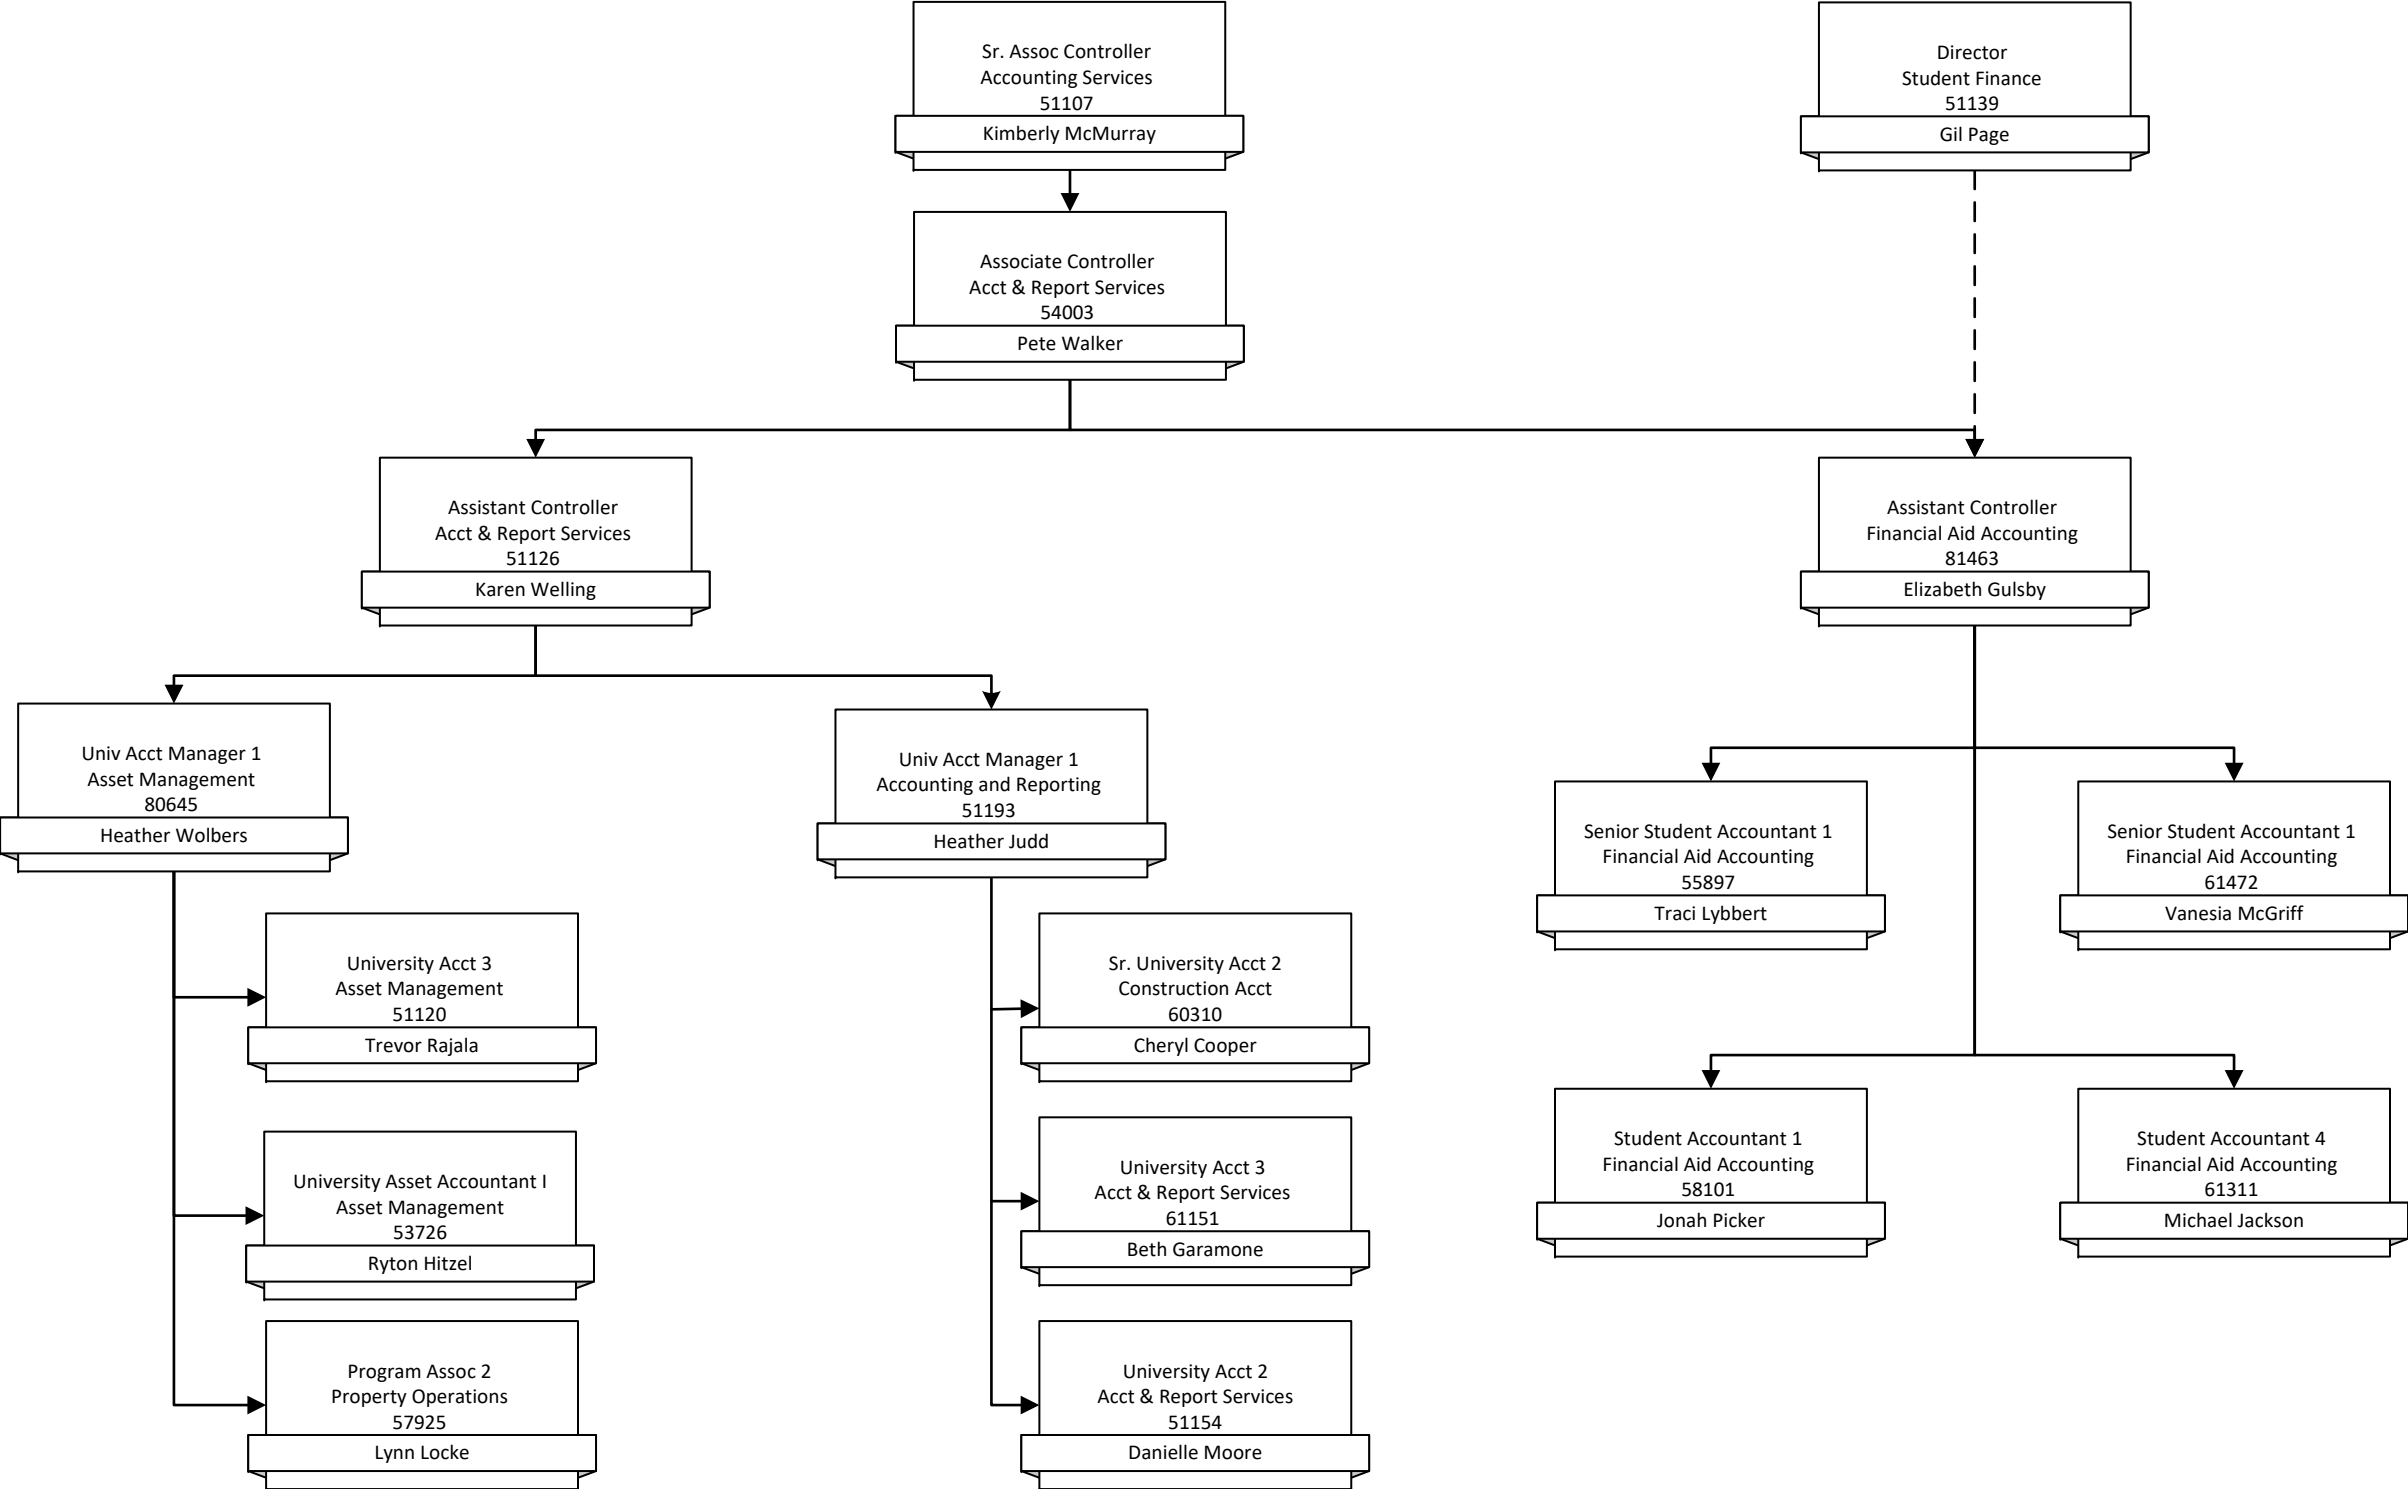 Sr. Assoc Controller
Accounting Services
51107
Kimberly McMurray
Director
Student Finance
51139
Gil Page
Associate Controller
Acct & Report Services
54003
Pete Walker
Assistant Controller
Acct & Report Services
51126
Karen Welling
Assistant Controller
Financial Aid Accounting
81463
Elizabeth Gulsby
Univ Acct Manager 1
Asset Management
80645
Heather Wolbers
Univ Acct Manager 1
Accounting and Reporting
51193
Heather Judd
Senior Student Accountant 1
Financial Aid Accounting
55897
Traci Lybbert
Senior Student Accountant 1
Financial Aid Accounting
61472
Vanesia McGriff
University Acct 3
Asset Management
51120
Trevor Rajala
Sr. University Acct 2
Construction Acct
60310
Cheryl Cooper
Student Accountant 1
Financial Aid Accounting
58101
Jonah Picker
Student Accountant 4
Financial Aid Accounting
61311
Michael Jackson
University Asset Accountant I
Asset Management
53726
Ryton Hitzel
University Acct 3
Acct & Report Services
61151
Beth Garamone
Program Assoc 2
Property Operations
57925
Lynn Locke
University Acct 2
Acct & Report Services
51154
Danielle Moore